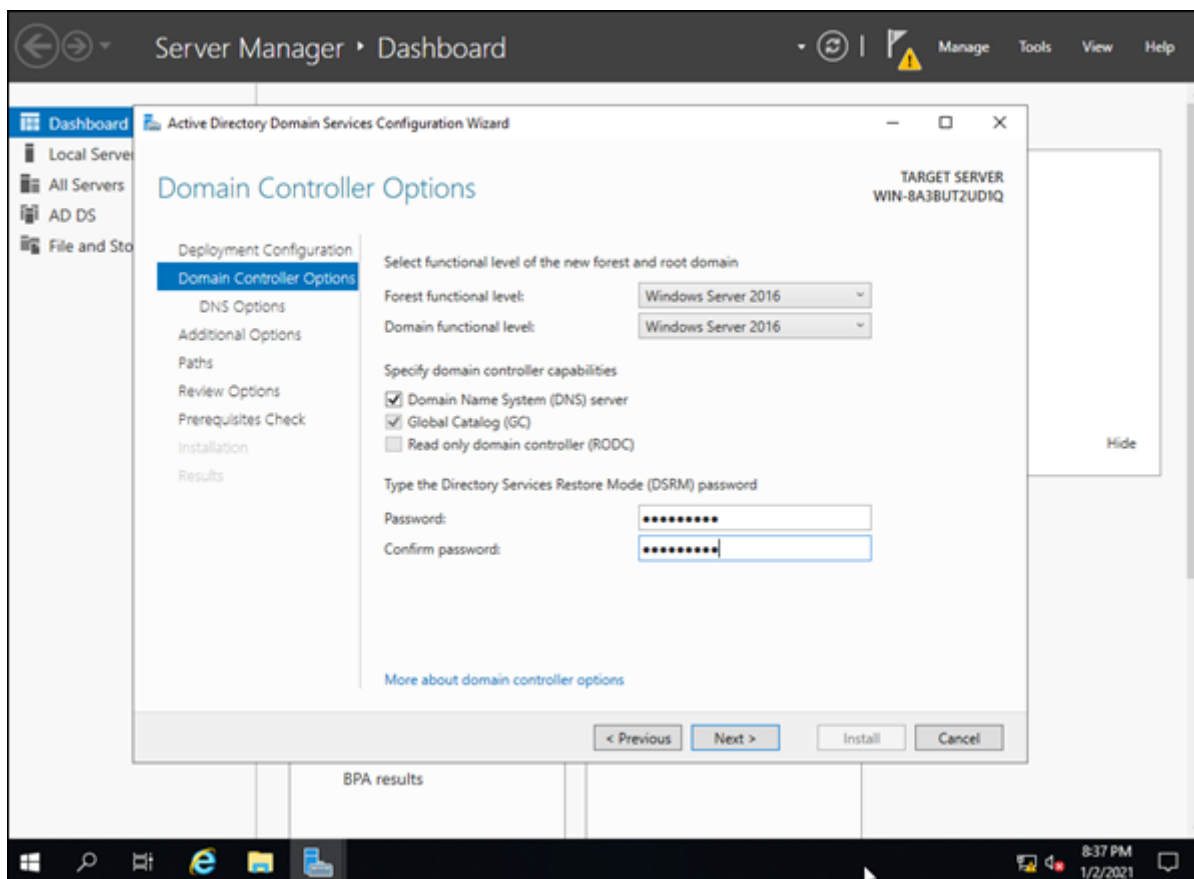 Server Manager ‣ Dashboard
Manage Tools View Help
Dashboard
Local Server
All Servers
AD DS
File and Sto
Active Directory Domain Services Configuration Wizard
Domain Controller Options
TARGET SERVER
WIN-8A3BUT2UD1Q
Deployment Configuration
Domain Controller Options
DNS Options
Additional Options
Paths
Review Options
Prerequisites Check
Installation
Results
Select functional level of the new forest and root domain
Forest functional level: Windows Server 2016
Domain functional level: Windows Server 2016
Specify domain controller capabilities
Domain Name System (DNS) server
Global Catalog (GC)
Read only domain controller (RODC)
Type the Directory Services Restore Mode (DSRM) password
Password: •••••••••
Confirm password: •••••••••
More about domain controller options
< Previous Next > Install Cancel
Hide
BPA results
8:37 PM
1/2/2021